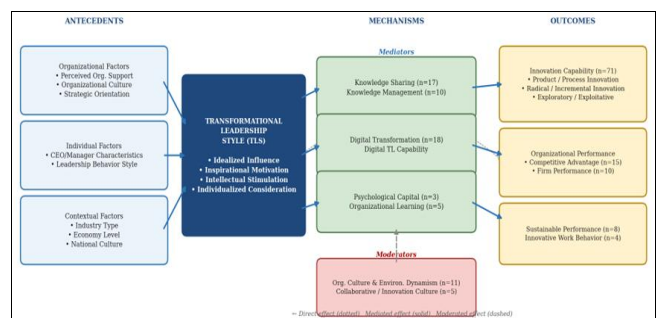 ANTECEDENTS
MECHANISMS
OUTCOMES
Organizational Factors
• Perceived Org. Support
• Organizational Culture
• Strategic Orientation
Individual Factors
• CEO/Manager Characteristics
• Leadership Behavior Style
Contextual Factors
• Industry Type
• Economy Level
• National Culture
TRANSFORMATIONAL
LEADERSHIP
STYLE (TLS)
• Idealized Influence
• Inspirational Motivation
• Intellectual Stimulation
• Individualized Consideration
Mediators
Knowledge Sharing (n=17)
Knowledge Management (n=10)
Digital Transformation (n=18)
Digital TL Capability
Psychological Capital (n=3)
Organizational Learning (n=5)
Moderators
Org. Culture & Environ. Dynamism (n=11)
Collaborative / Innovation Culture (n=5)
Innovation Capability (n=71)
• Product / Process Innovation
• Radical / Incremental Innovation
• Exploratory / Exploitative
Organizational Performance
• Competitive Advantage (n=15)
• Firm Performance (n=10)
Sustainable Performance (n=8)
Innovative Work Behavior (n=4)
Direct effect (dotted) Mediated effect (solid) Moderated effect (dashed)